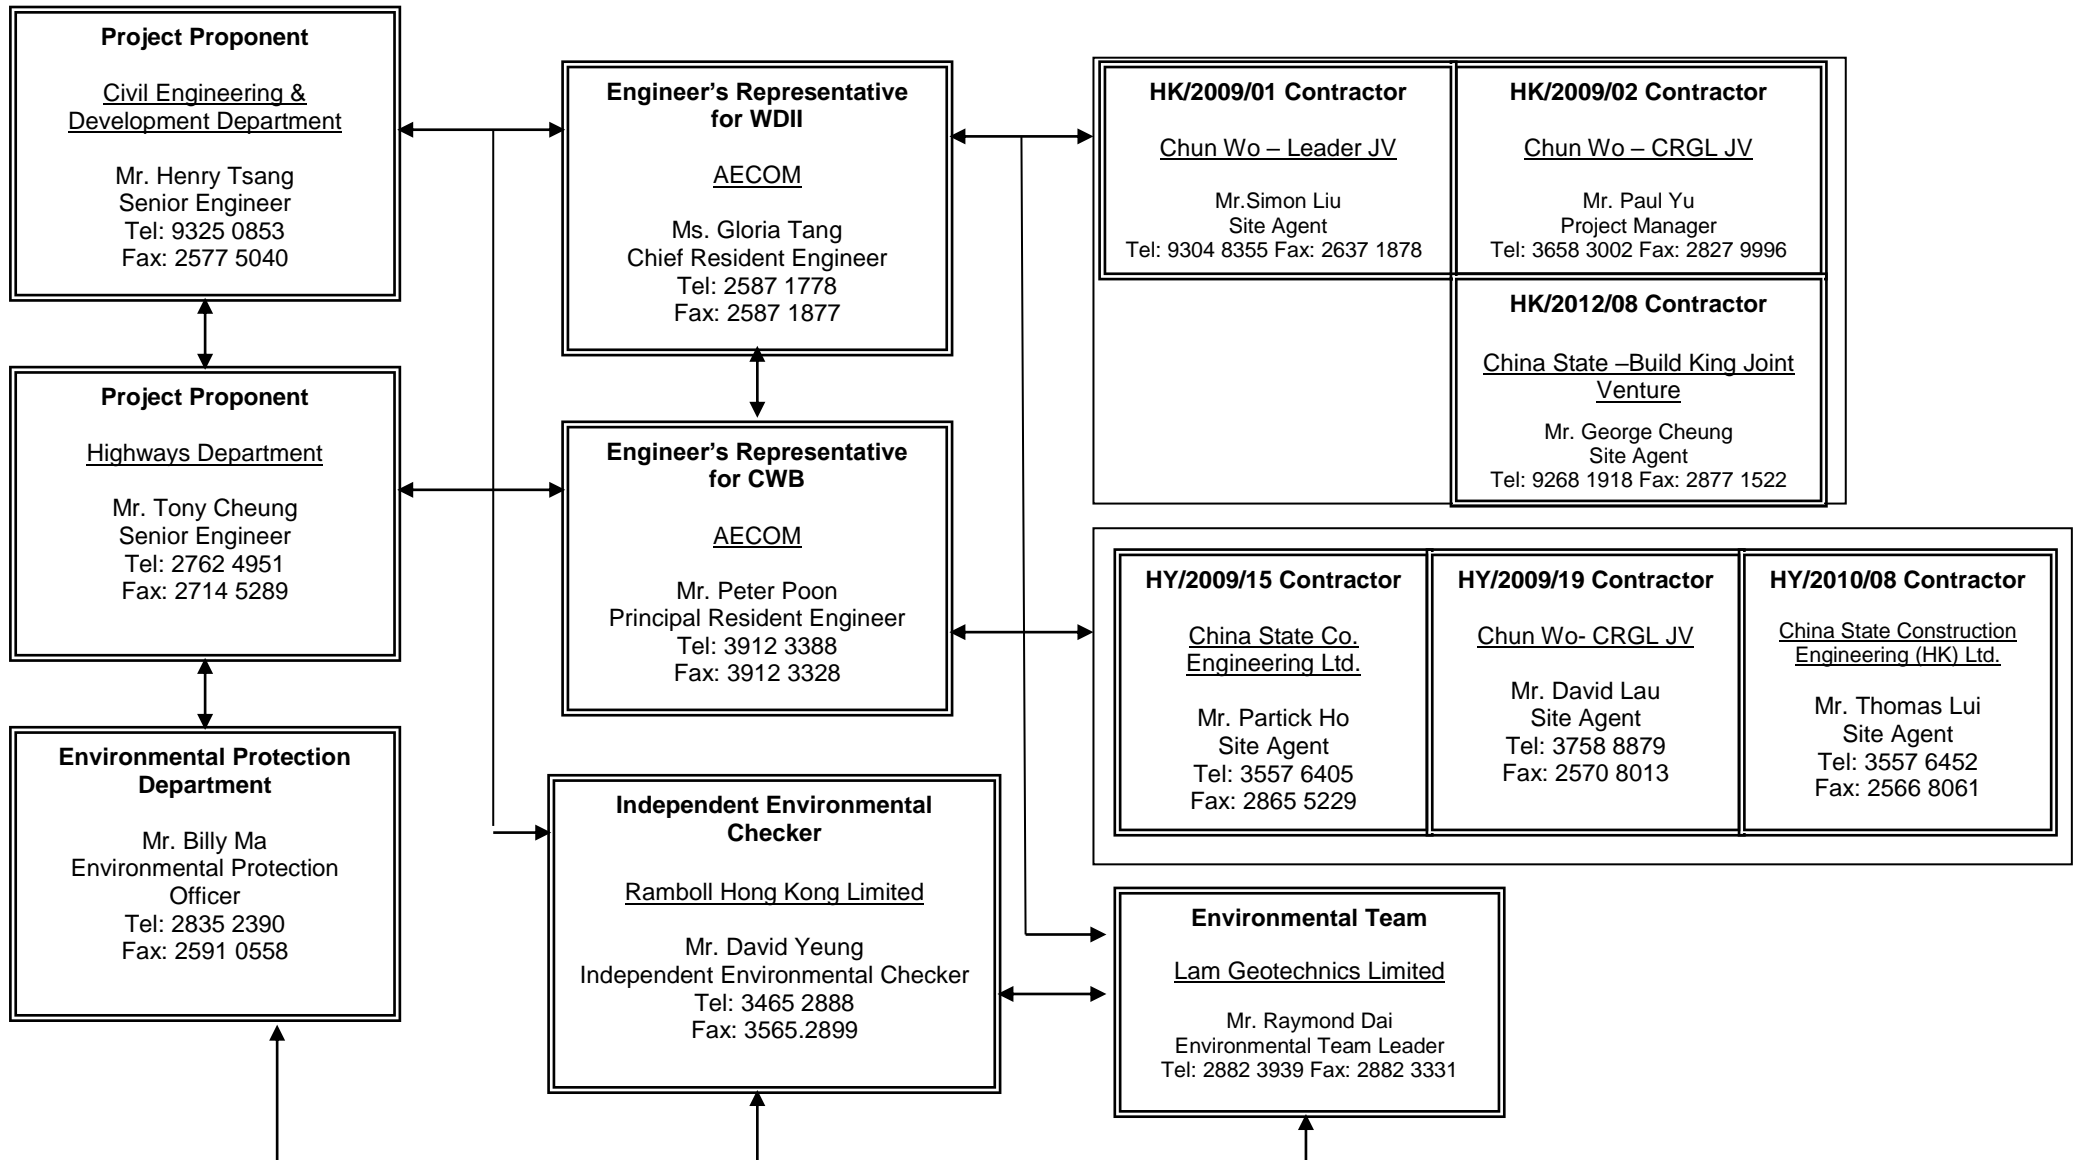 Project Proponent
Civil Engineering &
Development Department
Mr. Henry Tsang
Senior Engineer
Tel: 9325 0853
Fax: 2577 5040
Project Proponent
Highways Department
Mr. Tony Cheung
Senior Engineer
Tel: 2762 4951
Fax: 2714 5289
Environmental Protection
Department
Mr. Billy Ma
Environmental Protection
Officer
Tel: 2835 2390
Fax: 2591 0558
Engineer’s Representative
for WDII
AECOM
Ms. Gloria Tang
Chief Resident Engineer
Tel: 2587 1778
Fax: 2587 1877
Engineer’s Representative
for CWB
AECOM
Mr. Peter Poon
Principal Resident Engineer
Tel: 3912 3388
Fax: 3912 3328
Independent Environmental
Checker
Ramboll Hong Kong Limited
Mr. David Yeung
Independent Environmental Checker
Tel: 3465 2888
Fax: 3565.2899
HK/2009/01 Contractor
Chun Wo – Leader JV
Mr.Simon Liu
Site Agent
Tel: 9304 8355 Fax: 2637 1878
HK/2009/02 Contractor
Chun Wo – CRGL JV
Mr. Paul Yu
Project Manager
Tel: 3658 3002 Fax: 2827 9996
HK/2012/08 Contractor
China State –Build King Joint
Venture
Mr. George Cheung
Site Agent
Tel: 9268 1918 Fax: 2877 1522
HY/2009/15 Contractor
China State Co.
Engineering Ltd.
Mr. Partick Ho
Site Agent
Tel: 3557 6405
Fax: 2865 5229
HY/2009/19 Contractor
Chun Wo- CRGL JV
Mr. David Lau
Site Agent
Tel: 3758 8879
Fax: 2570 8013
HY/2010/08 Contractor
China State Construction
Engineering (HK) Ltd.
Mr. Thomas Lui
Site Agent
Tel: 3557 6452
Fax: 2566 8061
Environmental Team
Lam Geotechnics Limited
Mr. Raymond Dai
Environmental Team Leader
Tel: 2882 3939 Fax: 2882 3331